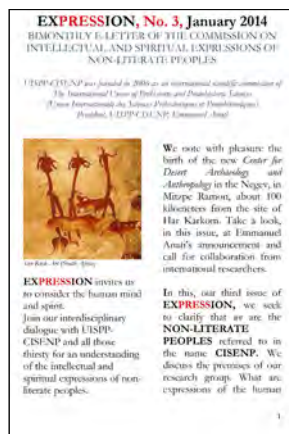 EXPRESSION, No. 3, January 2014
BIMONTHLY E-LETTER OF THE COMMISSION ON
INTELLECTUAL AND SPIRITUAL EXPRESSIONS OF
NON-LITERATE PEOPLES
UISPP-CISENP was founded in 2006 as an international scientific commission of
The International Union of Prehistoric and Protohistoric Sciences
(Union Internationale des Sciences Préhistoriques et Protohistoriques)
President, UISPP-CISENP: Emmanuel Anati
EXPRESSION invites us
to consider the human mind
and spirit.
Join our interdisciplinary
dialogue with UISPP-
CISENP and all those
thirsty for an understanding
of the intellectual and
spiritual expressions of non-
literate peoples.
We note with pleasure the
birth of the new Center for
Desert Archaeology and
Anthropology in the Negev, in
Mitzpe Ramon, about 100
kilometers from the site of
Har Karkom. Take a look,
in this issue, at Emmanuel
Anati's announcement and
call for collaboration from
international researchers.
In this, our third issue of
EXPRESSION, we seek
to clarify that we are the
NON-LITERATE
PEOPLES referred to in
the name CISENP. We
discuss the premises of our
research group. What are
expressions of the human
1